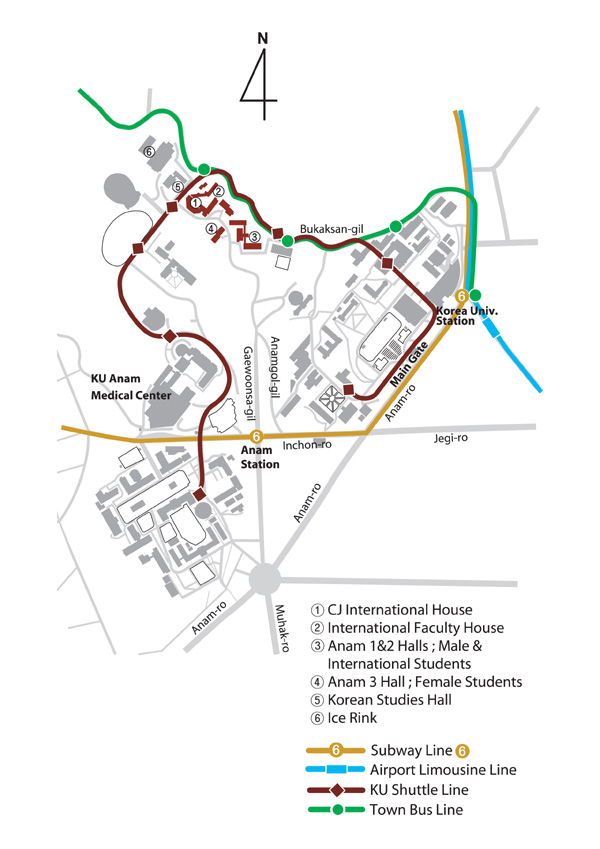 N
⑥
⑤
②
①
④
③
Bukaksan-gil
6
Korea Univ.
Station
Main Gate
Anam-ro
KU Anam
Medical Center
Gaewoonsa-gil
Anamgol-gil
6
Anam
Station
Inchon-ro
Jegi-ro
Anam-ro
Anam-ro
Muhak-ro
① CJ International House
② International Faculty House
③ Anam 1&2 Halls ; Male &
International Students
④ Anam 3 Hall ; Female Students
⑤ Korean Studies Hall
⑥ Ice Rink
6 Subway Line 6
Airport Limousine Line
KU Shuttle Line
Town Bus Line